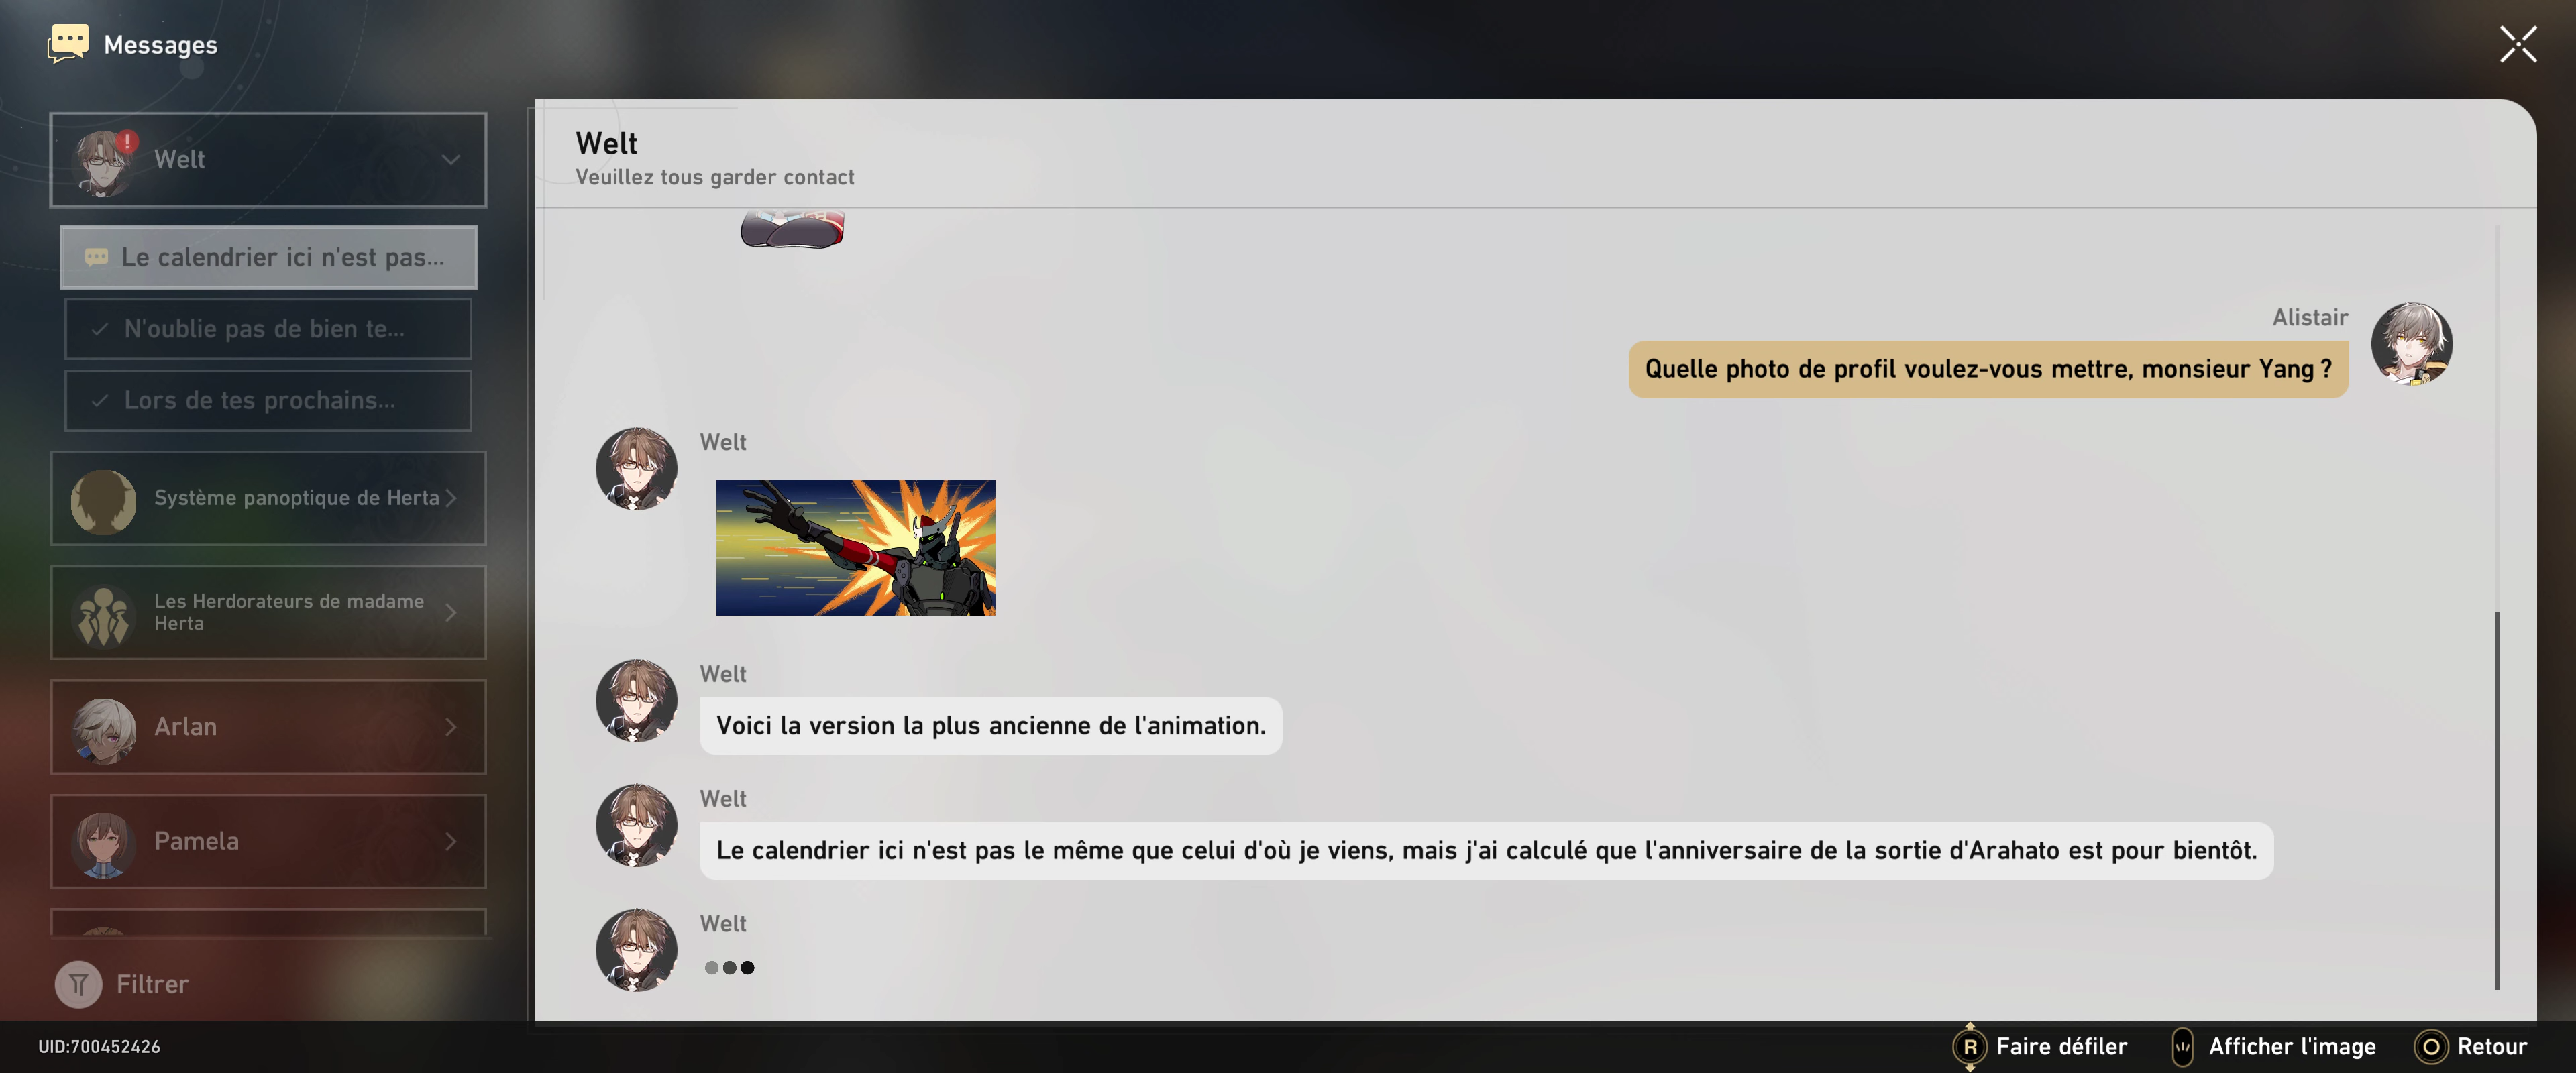 Messages
Welt
Le calendrier ici n'est pas...
N'oublie pas de bien te...
Lors de tes prochains...
Système panoptique de Herta
Les Herdorateurs de madame
Herta
Arlan
Pamela
Filtrer
Welt
Veuillez tous garder contact
Alistair
Quelle photo de profil voulez-vous mettre, monsieur Yang ?
Welt
Welt
Voici la version la plus ancienne de l'animation.
Welt
Le calendrier ici n'est pas le même que celui d'où je viens, mais j'ai calculé que l'anniversaire de la sortie d'Arahato est pour bientôt.
Welt
UID:700452426
R Faire défiler
Afficher l'image
Retour